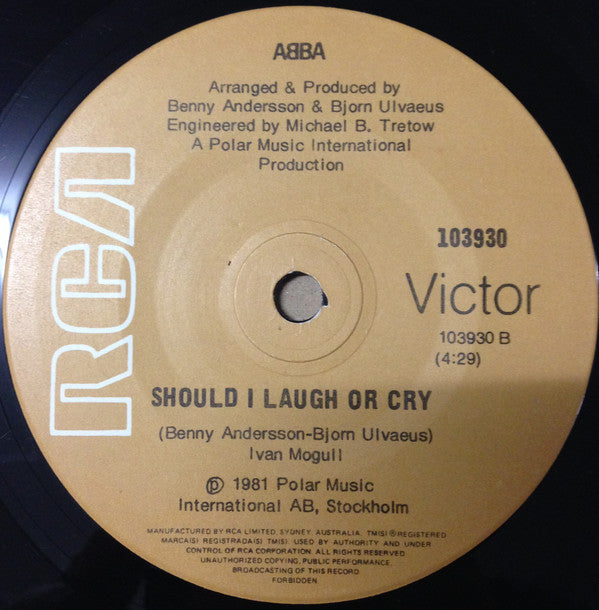 ABBA
Arranged & Produced by
Benny Andersson & Bjorn Ulvaeus
Engineered by Michael B. Tretow
A Polar Music International
Production
RCA
103930
Victor
103930 B
(4:29)
SHOULD I LAUGH OR CRY
(Benny Andersson-Bjorn Ulvaeus)
Ivan Mogull
℗ 1981 Polar Music
International AB, Stockholm
MANUFACTURED BY RCA LIMITED, SYDNEY, AUSTRALIA. TM(S) ® REGISTERED
MARCA(S) REGISTRADA(S) TM(S). USED BY AUTHORITY AND UNDER
CONTROL OF RCA CORPORATION. ALL RIGHTS RESERVED
UNAUTHORIZED COPYING, PUBLIC PERFORMANCE,
BROADCASTING OF THIS RECORD
FORBIDDEN